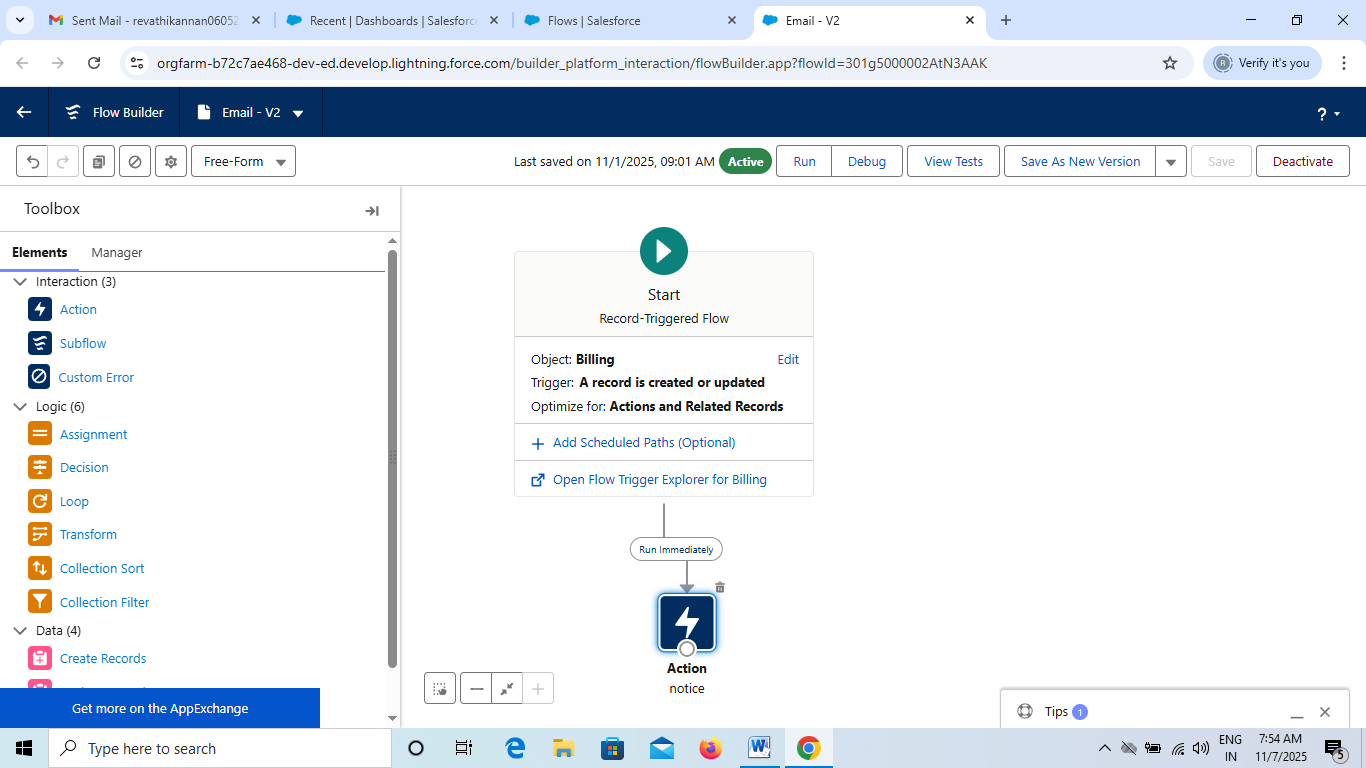 Sent Mail - revathikannan06052
Recent | Dashboards | Salesforce
Flows | Salesforce
Email - V2
orgfarm-b72c7ae468-dev-ed.develop.lightning.force.com/builder_platform_interaction/flowBuilder.app?flowId=301g5000002AtN3AAK
R
Verify it's you
Flow Builder
Email - V2
?
Free-Form
Last saved on 11/1/2025, 09:01 AM
Active
Run
Debug
View Tests
Save As New Version
Save
Deactivate
Toolbox
Elements
Manager
Interaction (3)
Action
Subflow
Custom Error
Logic (6)
Assignment
Decision
Loop
Transform
Collection Sort
Collection Filter
Data (4)
Create Records
Get more on the AppExchange
Start
Record-Triggered Flow
Object: Billing
Edit
Trigger: A record is created or updated
Optimize for: Actions and Related Records
Add Scheduled Paths (Optional)
Open Flow Trigger Explorer for Billing
Run Immediately
Action
notice
Tips 1
Type here to search
ENG
IN
7:54 AM
11/7/2025
5